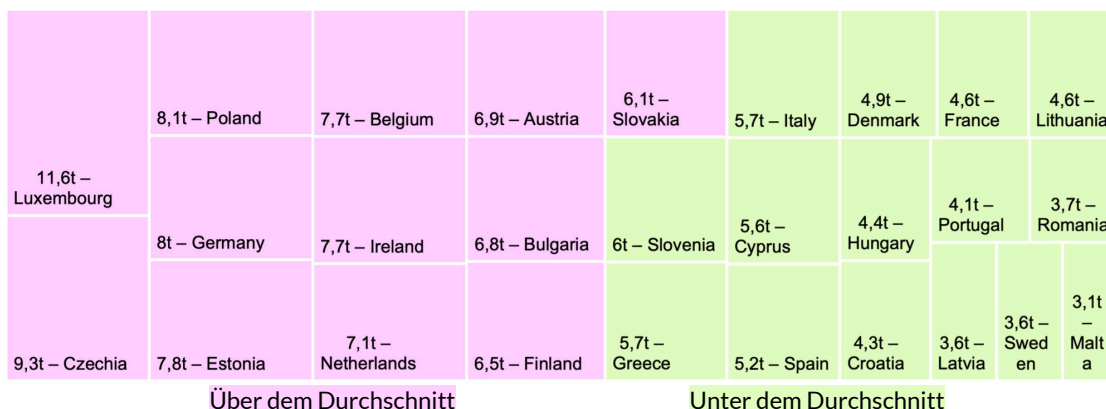 11,6t –
Luxembourg
9,3t – Czechia
8,1t – Poland
8t – Germany
7,8t – Estonia
7,7t – Belgium
7,7t – Ireland
7,1t –
Netherlands
6,9t – Austria
6,8t – Bulgaria
6,5t – Finland
6,1t –
Slovakia
6t – Slovenia
5,7t –
Greece
5,7t – Italy
5,6t –
Cyprus
5,2t – Spain
4,9t –
Denmark
4,4t –
Hungary
4,3t –
Croatia
4,6t –
France
4,6t –
Lithuania
4,1t –
Portugal
3,7t –
Romania
3,6t –
Latvia
3,6t –
Swed
en
3,1t
–
Malt
a
Über dem Durchschnitt
Unter dem Durchschnitt